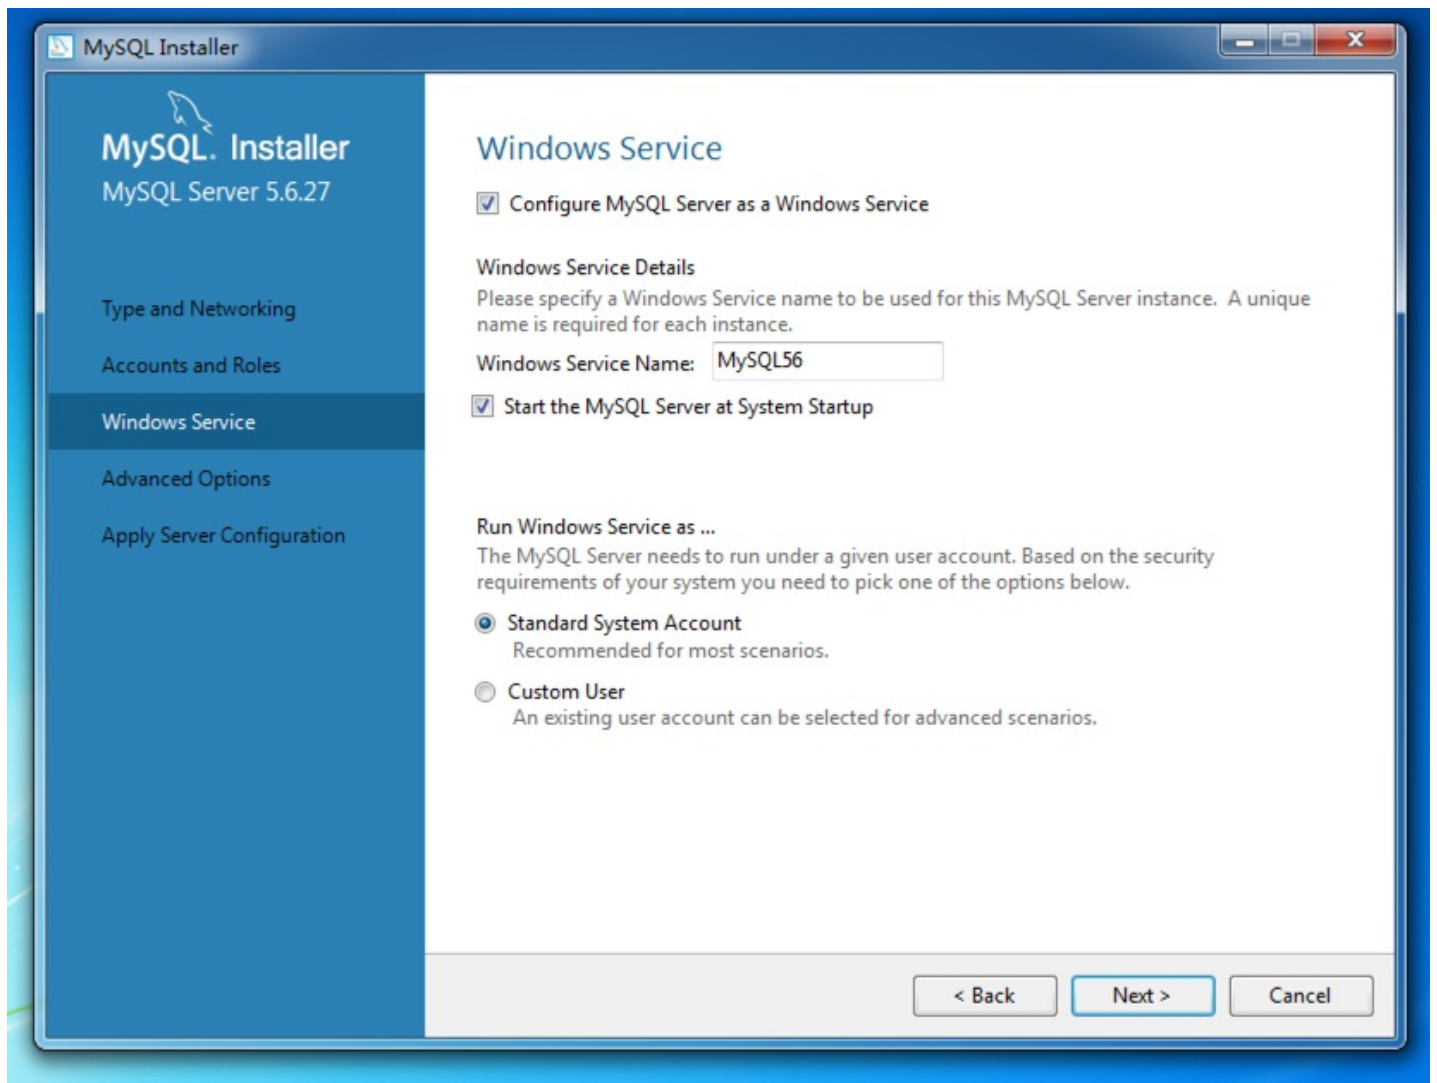 MySQL Installer
MySQL. Installer
MySQL Server 5.6.27
Type and Networking
Accounts and Roles
Windows Service
Advanced Options
Apply Server Configuration
Windows Service
Configure MySQL Server as a Windows Service
Windows Service Details
Please specify a Windows Service name to be used for this MySQL Server instance.  A unique
name is required for each instance.
Windows Service Name: MySQL56
Start the MySQL Server at System Startup
Run Windows Service as ...
The MySQL Server needs to run under a given user account. Based on the security
requirements of your system you need to pick one of the options below.
Standard System Account
Recommended for most scenarios.
Custom User
An existing user account can be selected for advanced scenarios.
< Back Next > Cancel